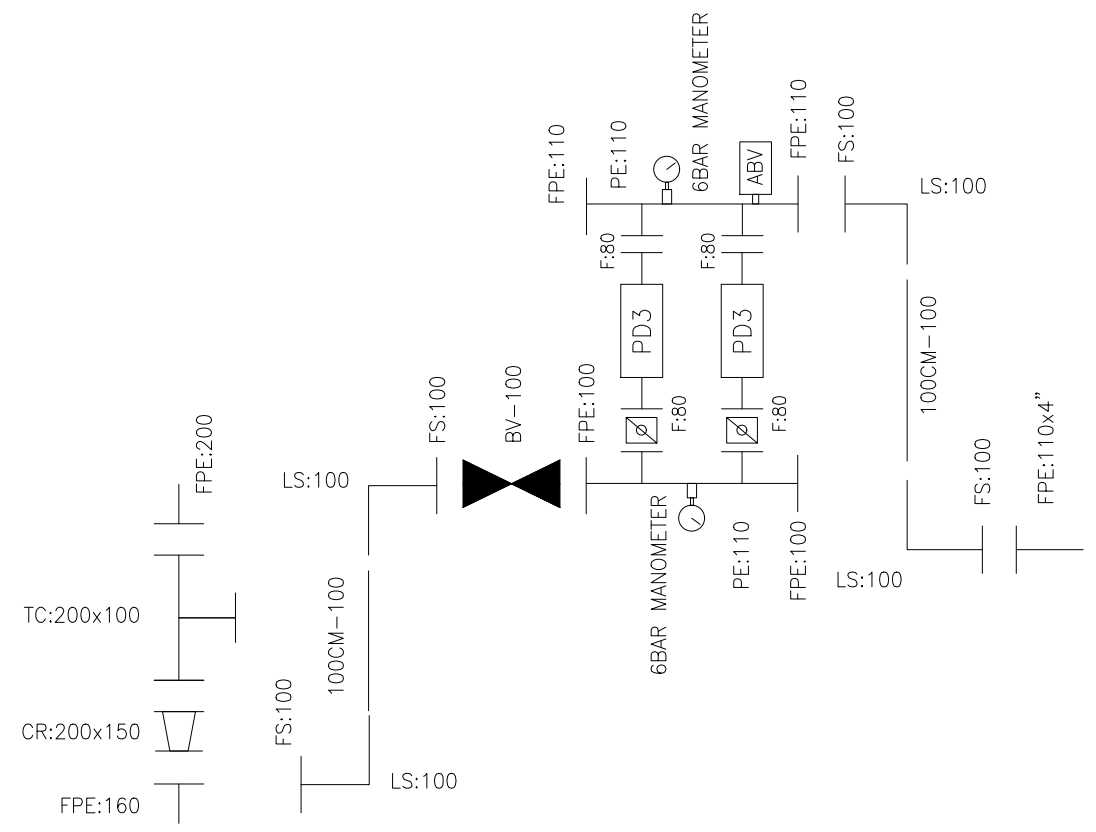 6BAR MANOMETER
FPE:110
PE:110
ABV
FPE:110
FS:100
LS:100
F:80
F:80
PD3
PD3
100CM-100
FS:100
BV-100
FPE:100
F:80
F:80
FPE:200
LS:100
FS:100
FPE:110x4"
6BAR MANOMETER
PE:110
FPE:100
LS:100
TC:200x100
100CM-100
FS:100
CR:200x150
LS:100
FPE:160